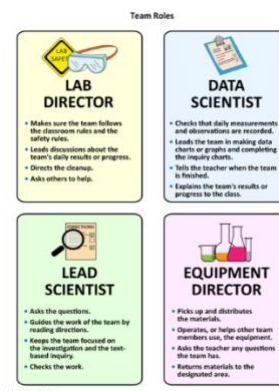 Team Roles
LAB
SAFETY
LAB
DIRECTOR
• Makes sure the team follows
the classroom rules and the
safety rules.
• Leads discussions about the
team's daily results or progress.
• Directs the cleanup.
• Asks others to help.
DATA
SCIENTIST
• Checks that daily measurements
and observations are recorded.
• Leads the team in making data
charts or graphs and completing
the inquiry charts.
• Tells the teacher when the team
is finished.
• Explains the team's results or
progress to the class.
LEAD
SCIENTIST
• Asks the questions.
• Guides the work of the team by
reading directions.
• Keeps the team focused on
the investigation and the text-
based inquiry.
• Checks the work.
EQUIPMENT
DIRECTOR
• Picks up and distributes
the materials.
• Operates, or helps other team
members use, the equipment.
• Asks the teacher any questions
the team has.
• Returns materials to the
designated area.